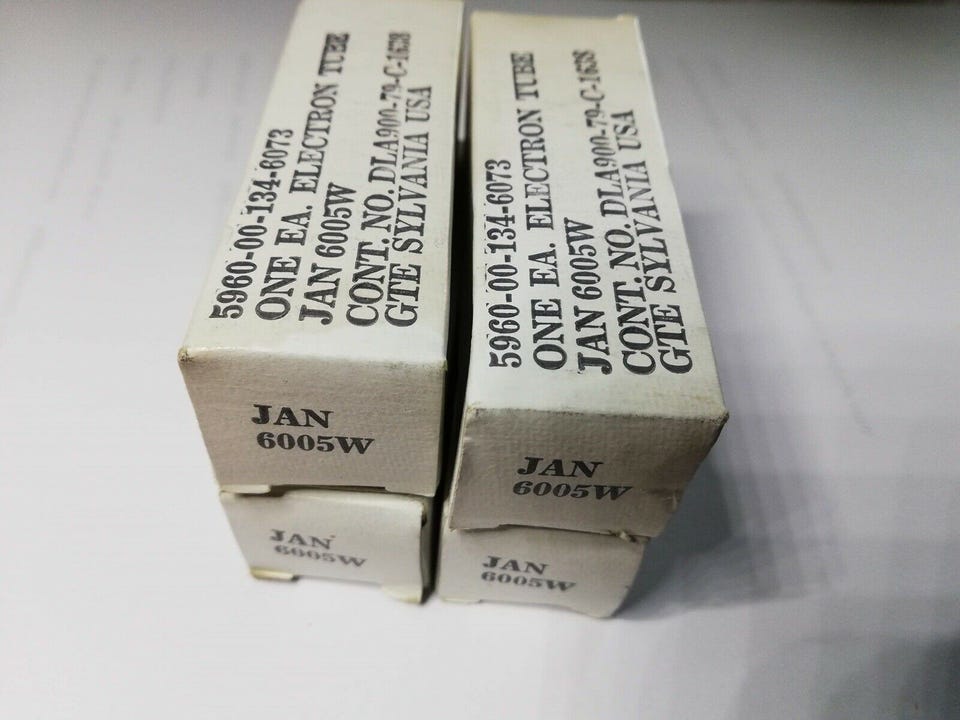 5960-00-134-6073
ONE EA. ELECTRON TUBE
JAN 6005W
CONT. NO. DLA900-79-C-1638
GTE SYLVANIA USA
JAN
6005W
5960-00-134-6073
ONE EA. ELECTRON TUBE
JAN 6005W
CONT. NO. DLA900-79-C-1638
GTE SYLVANIA USA
JAN
6005W
JAN
6005W
JAN
6005W